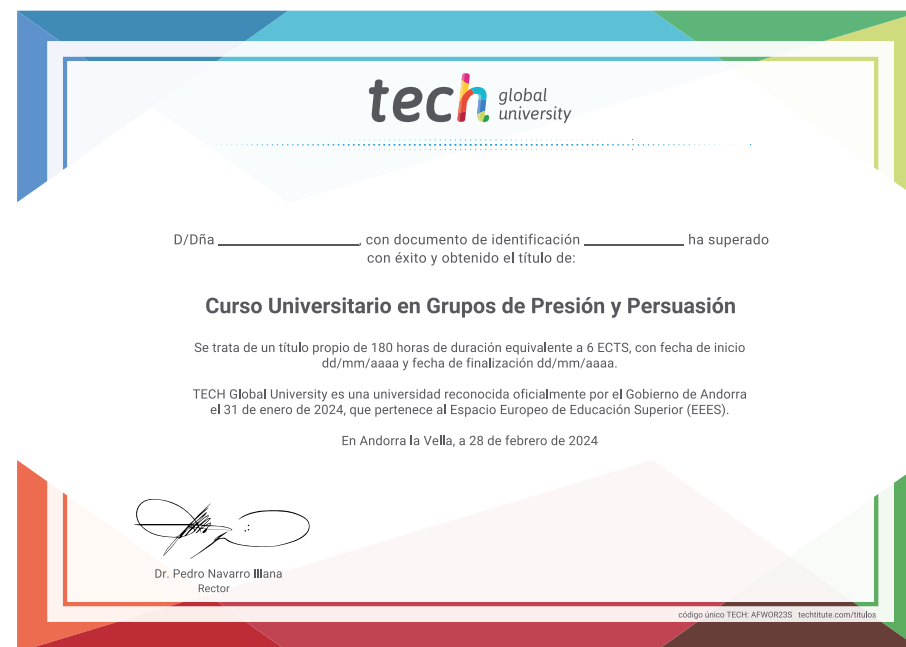 tech global university
D/Dña ____________________, con documento de identificación ______________ ha superado
con éxito y obtenido el título de:
Curso Universitario en Grupos de Presión y Persuasión
Se trata de un título propio de 180 horas de duración equivalente a 6 ECTS, con fecha de inicio
dd/mm/aaaa y fecha de finalización dd/mm/aaaa.
TECH Global University es una universidad reconocida oficialmente por el Gobierno de Andorra
el 31 de enero de 2024, que pertenece al Espacio Europeo de Educación Superior (EEES).
En Andorra la Vella, a 28 de febrero de 2024
Dr. Pedro Navarro Illana
Rector
código único TECH: AFWOR23S techtitute.com/titulos